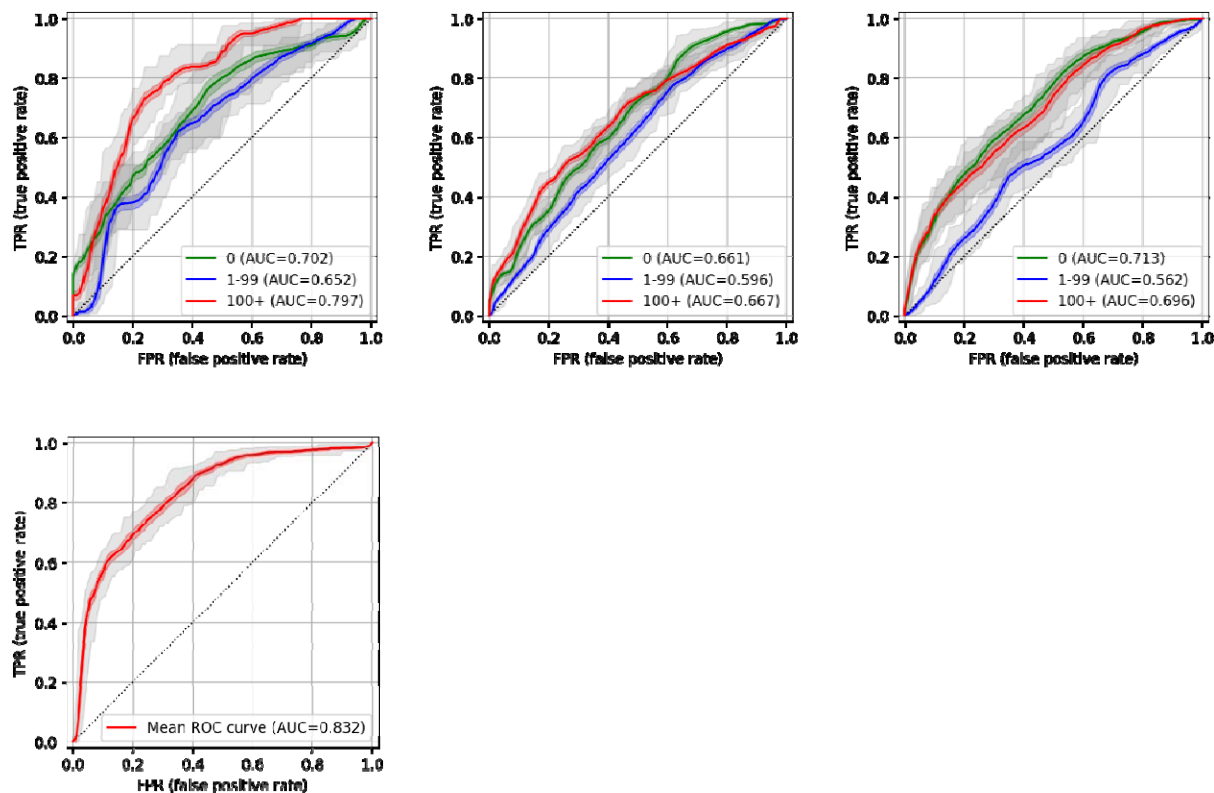 1.0
0.8
0.6
0.4
0.2
0.0
TPR (true positive rate)
0 (AUC=0.702)
1-99 (AUC=0.652)
100+ (AUC=0.797)
0.0 0.2 0.4 0.6 0.8 1.0
FPR (false positive rate)
1.0
0.8
0.6
0.4
0.2
0.0
TPR (true positive rate)
0 (AUC=0.661)
1-99 (AUC=0.596)
100+ (AUC=0.667)
0.0 0.2 0.4 0.6 0.8 1.0
FPR (false positive rate)
1.0
0.8
0.6
0.4
0.2
0.0
TPR (true positive rate)
0 (AUC=0.713)
1-99 (AUC=0.562)
100+ (AUC=0.696)
0.0 0.2 0.4 0.6 0.8 1.0
FPR (false positive rate)
1.0
0.8
0.6
0.4
0.2
0.0
TPR (true positive rate)
Mean ROC curve (AUC=0.832)
0.0 0.2 0.4 0.6 0.8 1.0
FPR (false positive rate)